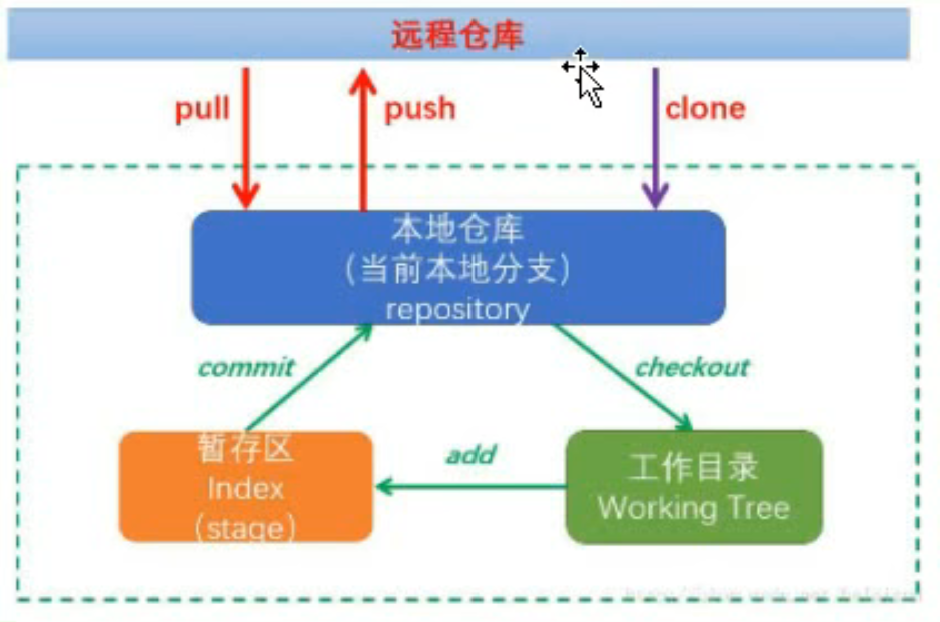 远程仓库
pull
push
clone
本地仓库
(当前本地分支)
repository
commit
checkout
暂存区
Index
(stage)
add
工作目录
Working Tree